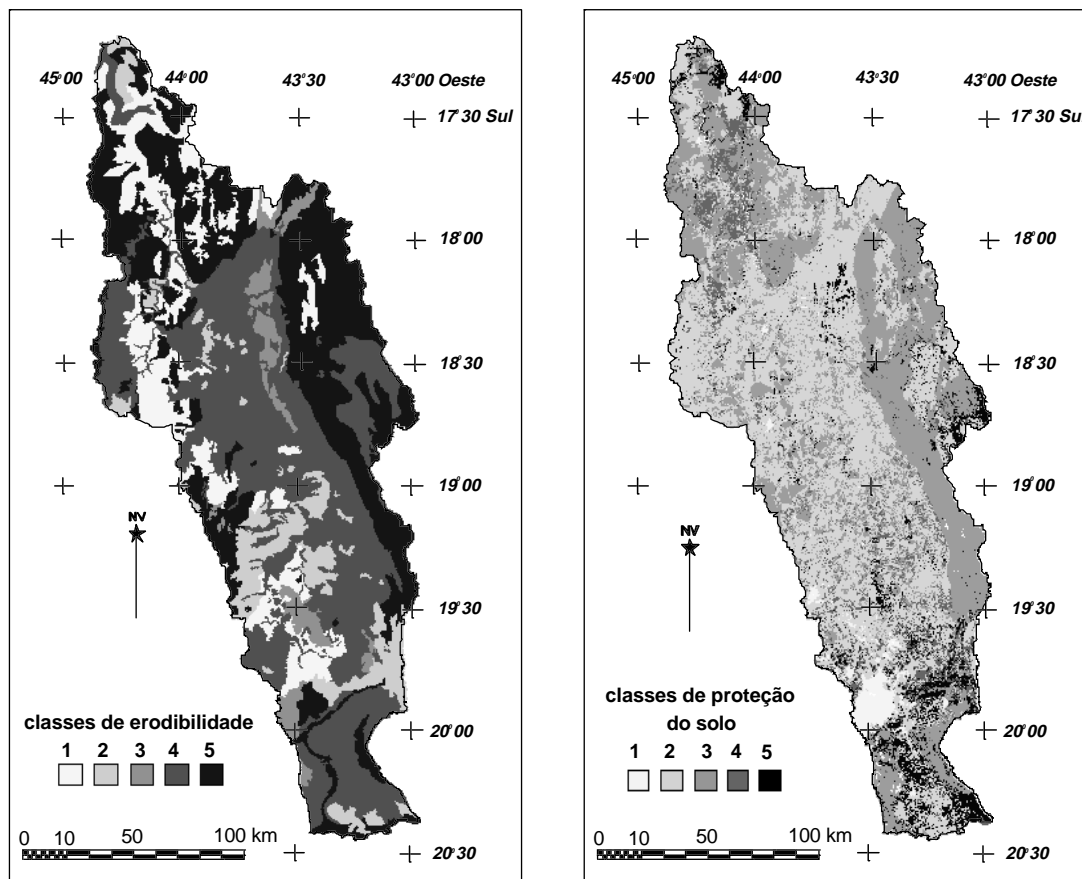 45°00 44°00 43°30 43°00 Oeste
17°30 Sul
18°00
18°30
19°00
NV
19°30
classes de erodibilidade
1 2 3 4 5
20°00
0 10 50 100 km
20°30
45°00 44°00 43°30 43°00 Oeste
17°30 Sul
18°00
18°30
19°00
NV
19°30
classes de proteção
do solo
1 2 3 4 5
20°00
0 10 50 100 km
20°30